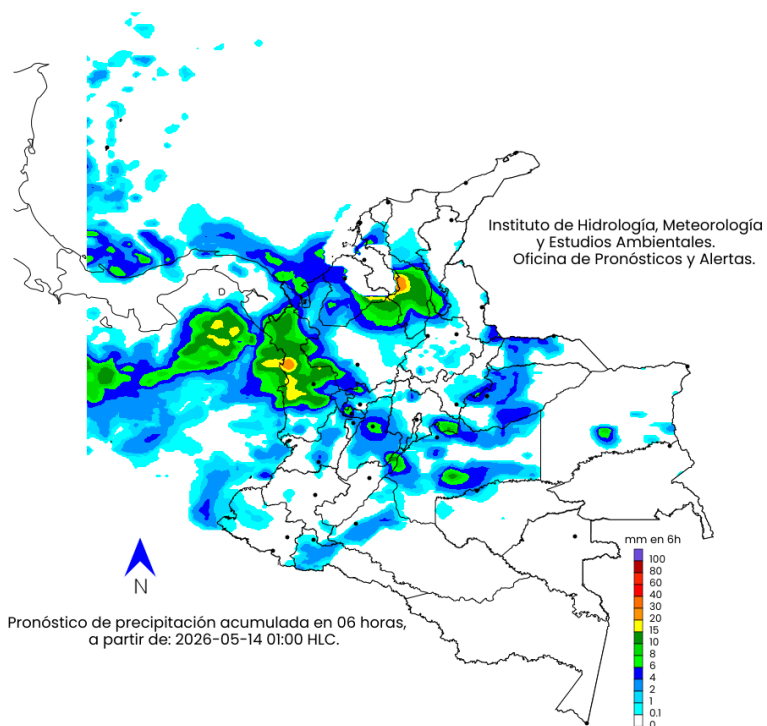 Instituto de Hidrología, Meteorología
y Estudios Ambientales.
Oficina de Pronósticos y Alertas.
mm en 6h
100
80
60
40
30
20
15
10
8
6
4
2
1
0.1
0
N
Pronóstico de precipitación acumulada en 06 horas,
a partir de: 2026-05-14 01:00 HLC.